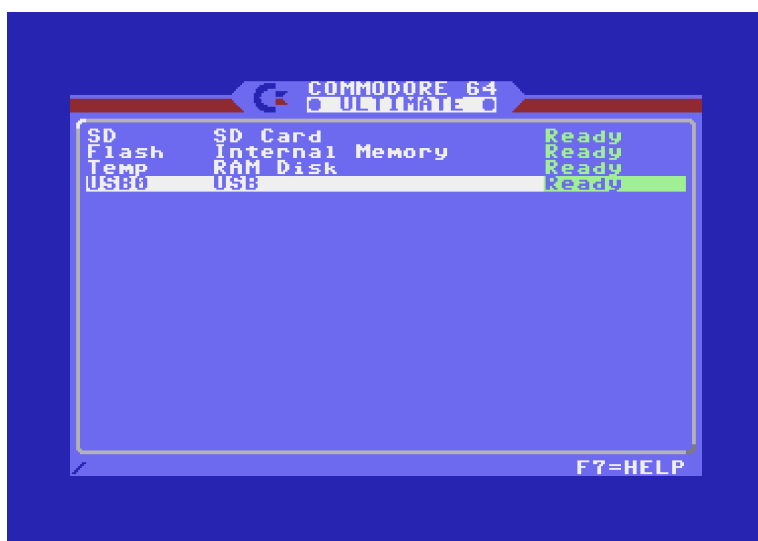 COMMODORE 64
ULTIMATE
SD SD Card Ready
Flash Internal Memory Ready
Temp RAM Disk Ready
USB0 USB Ready
/ F7=HELP